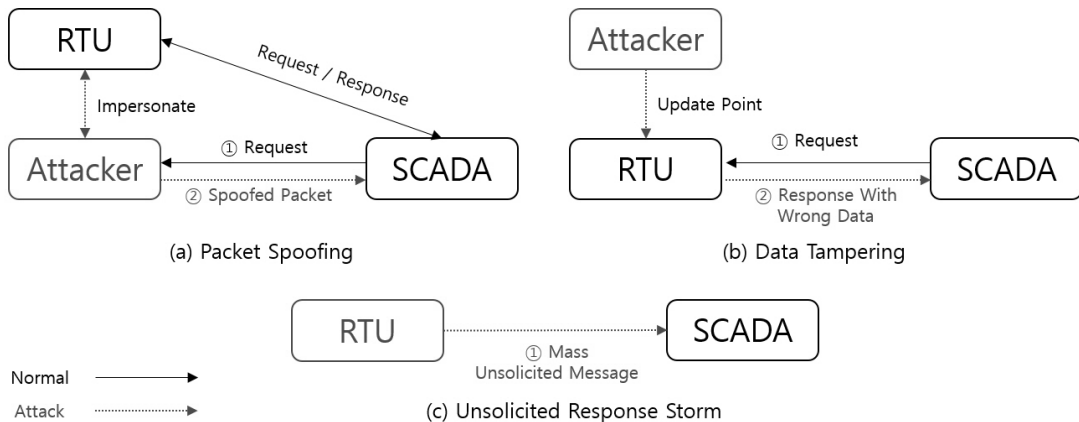 RTU
Request / Response
Impersonate
Attacker
① Request
SCADA
② Spoofed Packet
(a) Packet Spoofing
Attacker
Update Point
RTU
① Request
SCADA
② Response With
Wrong Data
(b) Data Tampering
RTU
SCADA
① Mass
Unsolicited Message
(c) Unsolicited Response Storm
Normal
Attack